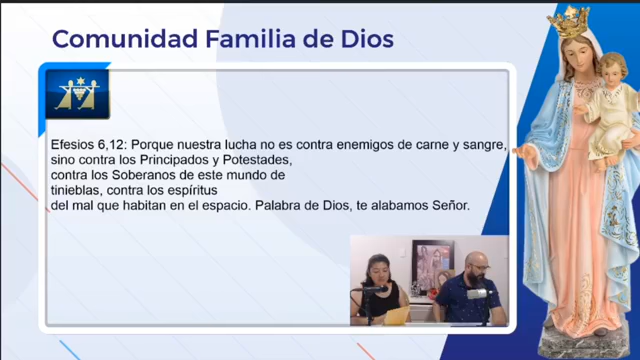 Comunidad Familia de Dios
Efesios 6,12: Porque nuestra lucha no es contra enemigos de carne y sangre,
sino contra los Principados y Potestades,
contra los Soberanos de este mundo de
tinieblas, contra los espíritus
del mal que habitan en el espacio. Palabra de Dios, te alabamos Señor.